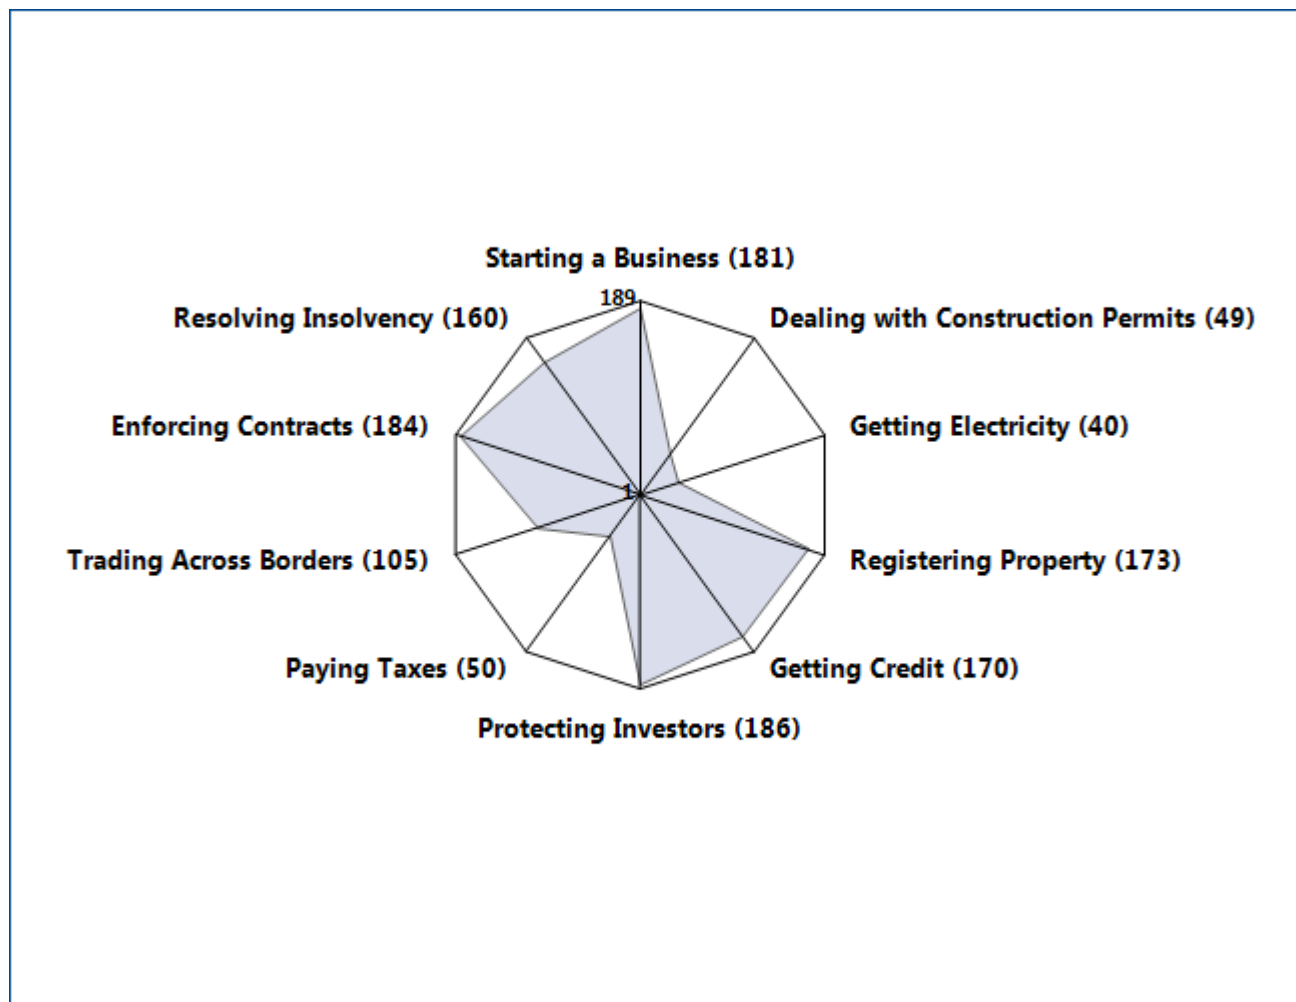 Starting a Business (181)
189
Resolving Insolvency (160)
Dealing with Construction Permits (49)
Enforcing Contracts (184)
Getting Electricity (40)
1
Trading Across Borders (105)
Registering Property (173)
Paying Taxes (50)
Getting Credit (170)
Protecting Investors (186)